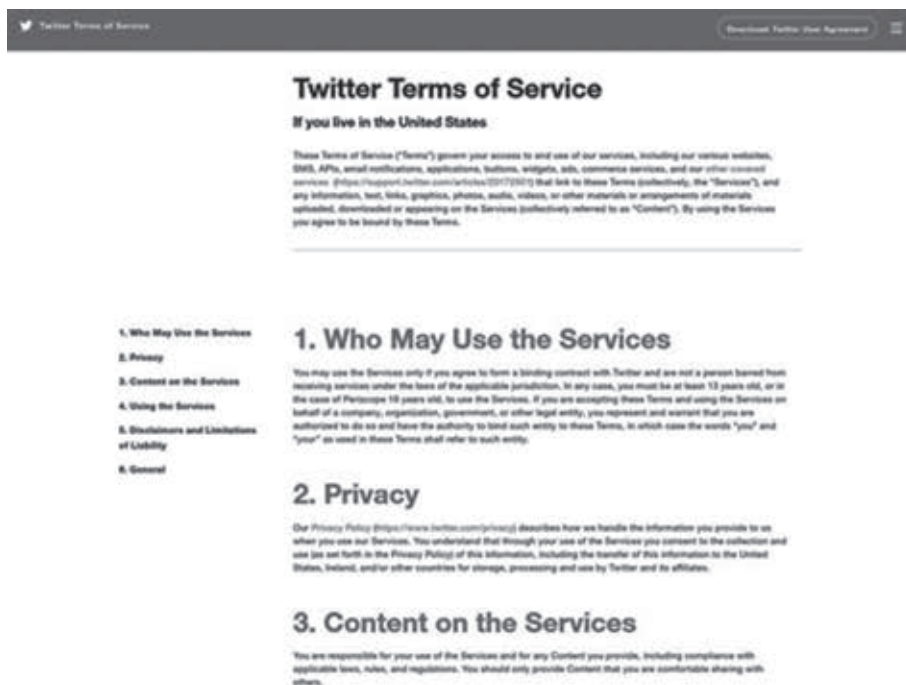 Twitter Terms of Service
Download Twitter User Agreement
Twitter Terms of Service
If you live in the United States
These Terms of Service ("Terms") govern your access to and use of our services, including our various websites,
SMS, APIs, email notifications, applications, buttons, widgets, ads, commerce services, and our other covered
services (https://support.twitter.com/articles/20172501) that link to these Terms (collectively, the "Services"), and
any information, text, links, graphics, photos, audio, videos, or other materials or arrangements of materials
uploaded, downloaded or appearing on the Services (collectively referred to as "Content"). By using the Services
you agree to be bound by these Terms.
1. Who May Use the Services
2. Privacy
3. Content on the Services
4. Using the Services
5. Disclaimers and Limitations
of Liability
6. General
1. Who May Use the Services
You may use the Services only if you agree to form a binding contract with Twitter and are not a person barred from
receiving services under the laws of the applicable jurisdiction. In any case, you must be at least 13 years old, or in
the case of Periscope 16 years old, to use the Services. If you are accepting these Terms and using the Services on
behalf of a company, organization, government, or other legal entity, you represent and warrant that you are
authorized to do so and have the authority to bind such entity to these Terms, in which case the words "you" and
"your" as used in these Terms shall refer to such entity.
2. Privacy
Our Privacy Policy (https://www.twitter.com/privacy) describes how we handle the information you provide to us
when you use our Services. You understand that through your use of the Services you consent to the collection and
use (as set forth in the Privacy Policy) of this information, including the transfer of this information to the United
States, Ireland, and/or other countries for storage, processing and use by Twitter and its affiliates.
3. Content on the Services
You are responsible for your use of the Services and for any Content you provide, including compliance with
applicable laws, rules, and regulations. You should only provide Content that you are comfortable sharing with
others.